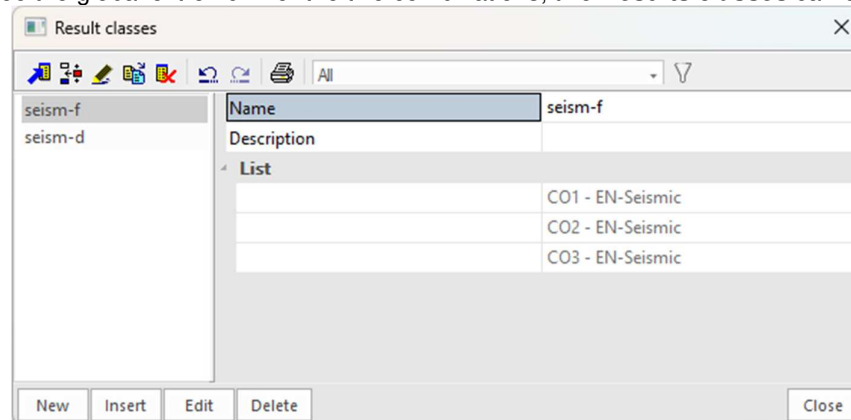 Result classes
All
seism-f
seism-d
Name seism-f
Description
List
CO1 - EN-Seismic
CO2 - EN-Seismic
CO3 - EN-Seismic
New Insert Edit Delete Close